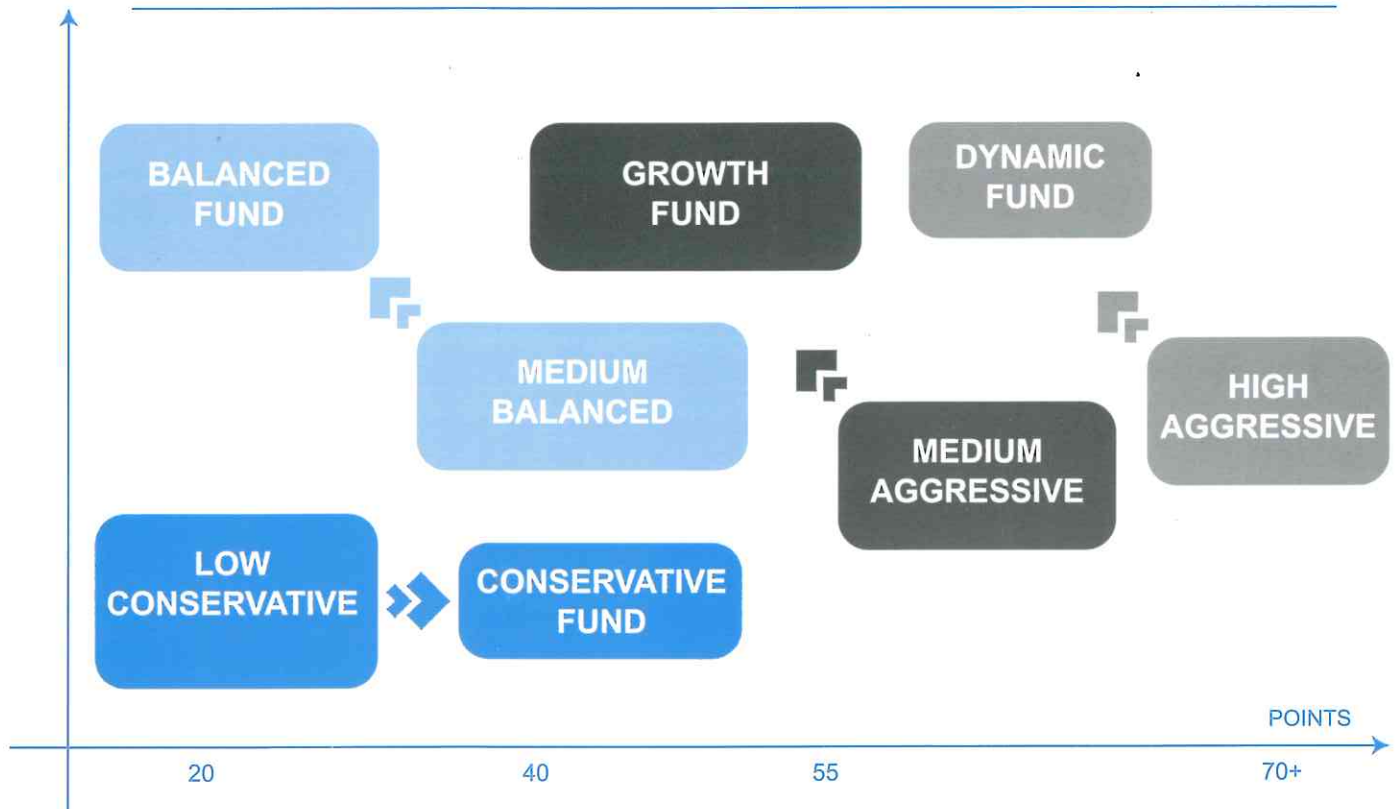 BALANCED
FUND
GROWTH
FUND
DYNAMIC
FUND
MEDIUM
BALANCED
HIGH
AGGRESSIVE
MEDIUM
AGGRESSIVE
LOW
CONSERVATIVE
CONSERVATIVE
FUND
POINTS
20
40
55
70+